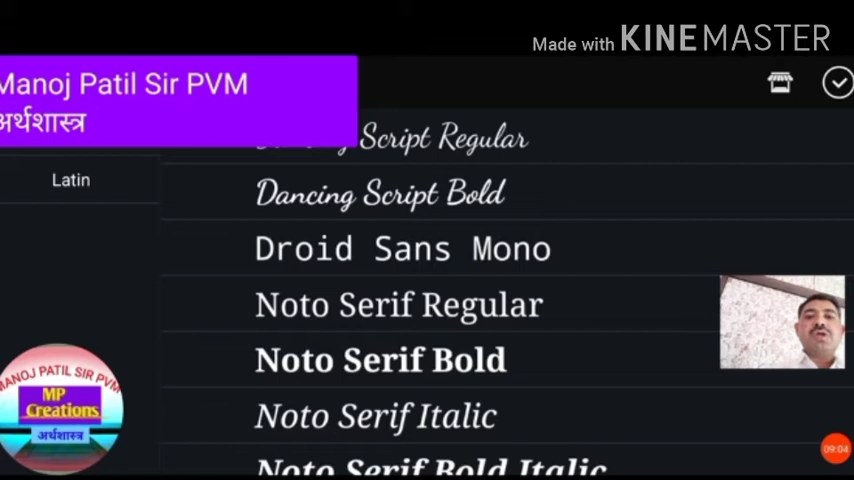 Made with KINEMASTER
Manoj Patil Sir PVM
अर्थशास्त्र
Script Regular
Latin
Dancing Script Bold
Droid Sans Mono
Noto Serif Regular
Noto Serif Bold
Noto Serif Italic
Noto Serif Bold Italic
MANOJ PATIL SIR PVM
MP
Creations
अर्थशास्त्र
09:04